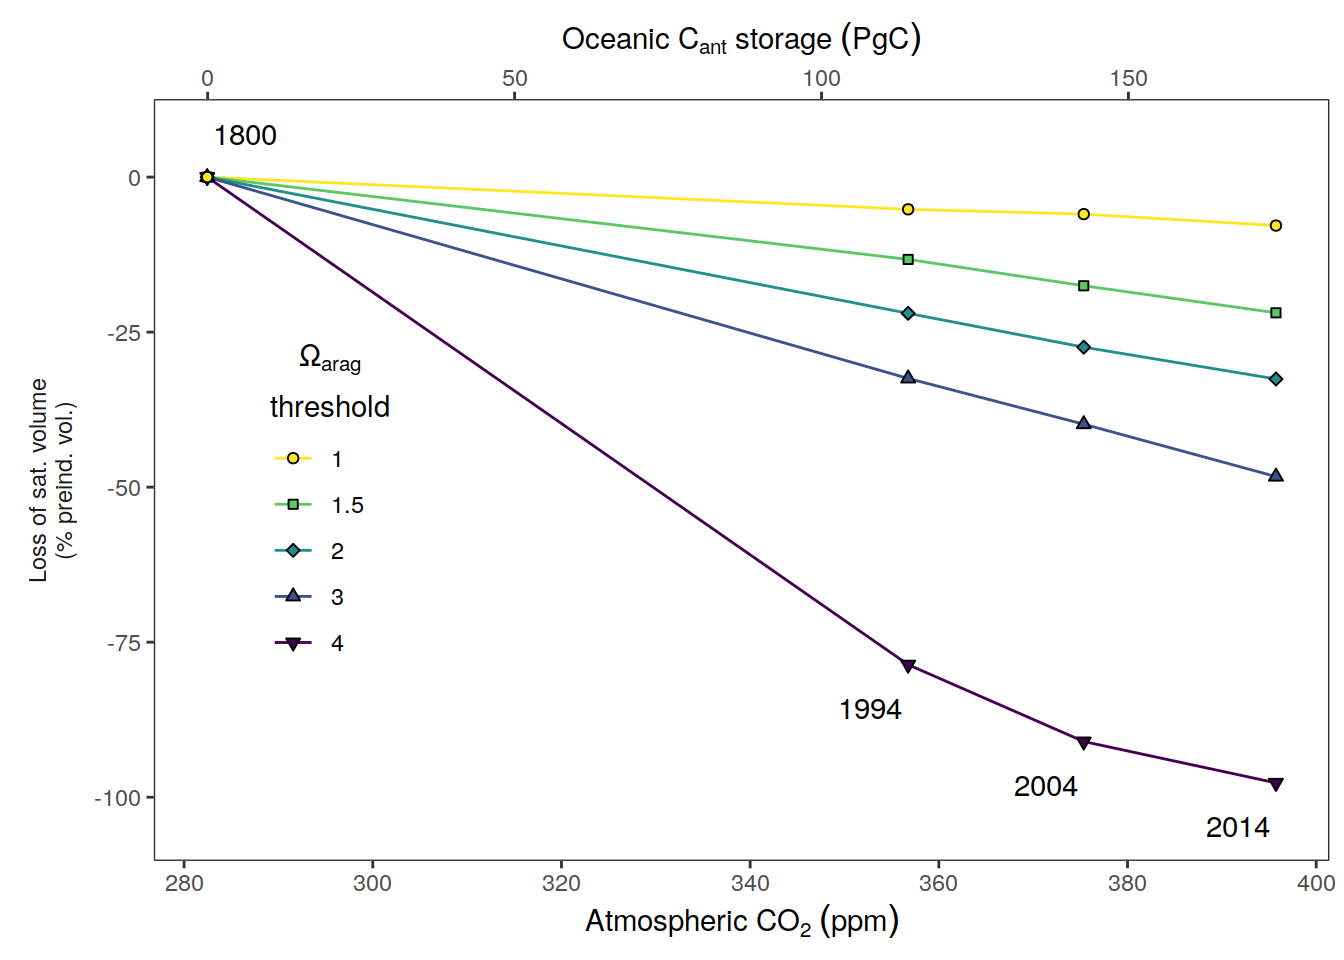 Oceanic Cant storage (PgC)
0 50 100 150
1800
0
-25
-50
-75
-100
Loss of sat. volume
(% preind. vol.)
Ωarag
threshold
1
1.5
2
3
4
1994
2004
2014
280 300 320 340 360 380 400
Atmospheric CO2 (ppm)